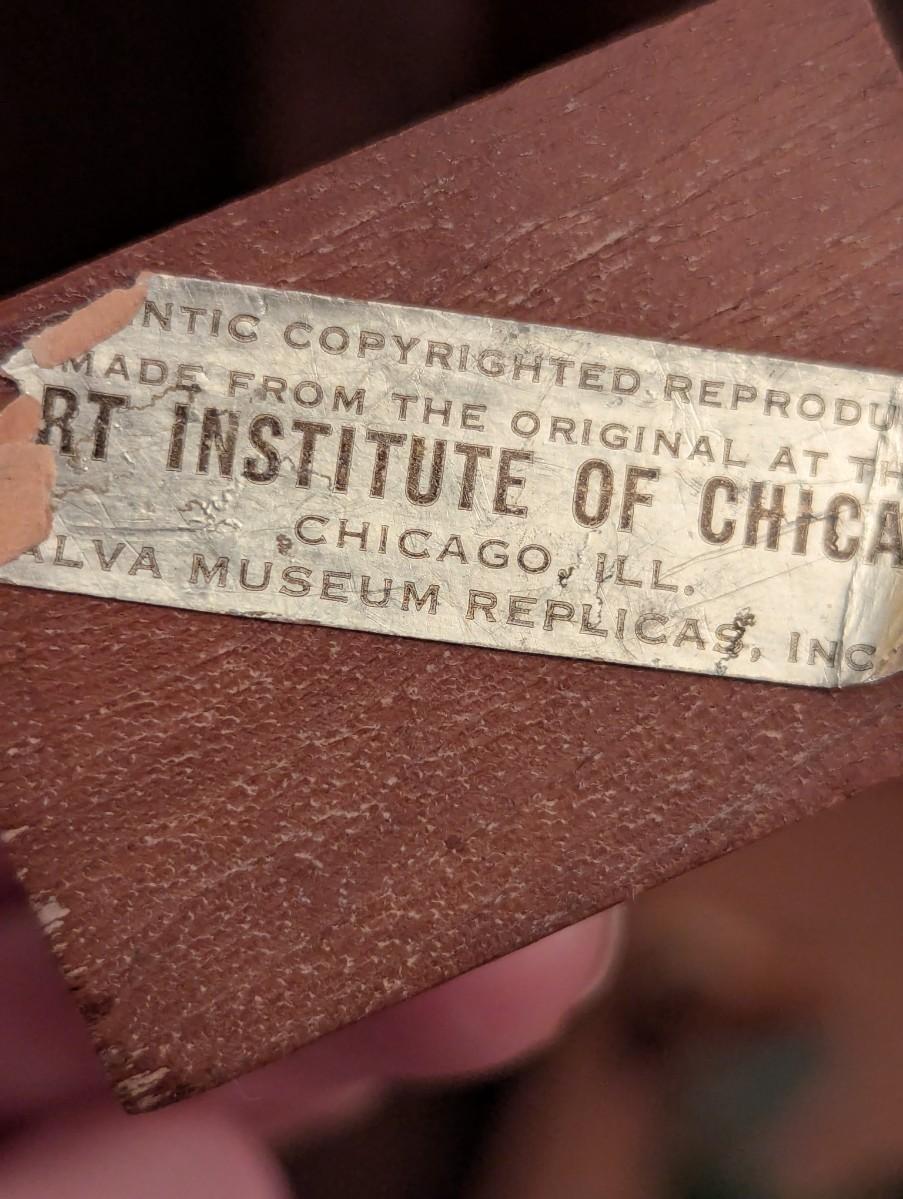 NTIC COPYRIGHTED REPRODU
MADE FROM THE ORIGINAL AT TH
RT INSTITUTE OF CHICA
CHICAGO, ILL.
ALVA MUSEUM REPLICAS, INC